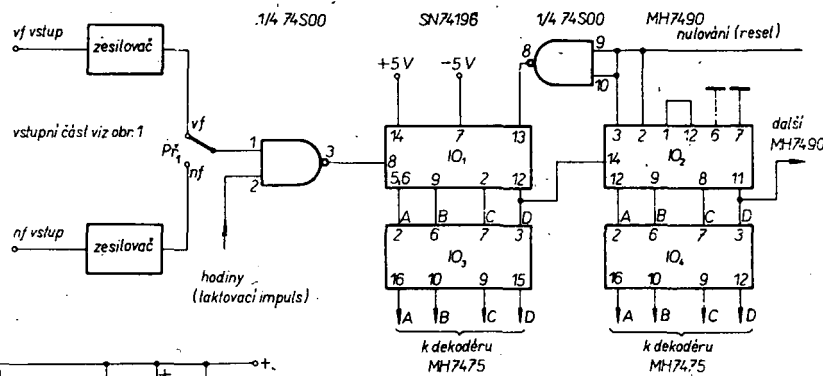 vf vstup
zesilovač
1/4 74S00
SN74196
1/4 74S00
MH7490
nulování (reset)
+5V
-5V
8
9
10
vstupní část viz obr. 1
vf
Př1
nf
1
2
3
14
7
13
8
IO1
5,6
9
2
12
3
2
1
12
6
7
14
IO2
12
9
8
11
další
MH7490
A
B
C
D
A
B
C
D
nf vstup
zesilovač
hodiny
(taktovací impuls)
2
6
7
3
IO3
16
10
9
15
2
6
7
3
IO4
16
10
9
12
A
B
C
D
A
B
C
D
k dekodéru
MH7475
k dekodéru
MH7475
+
+